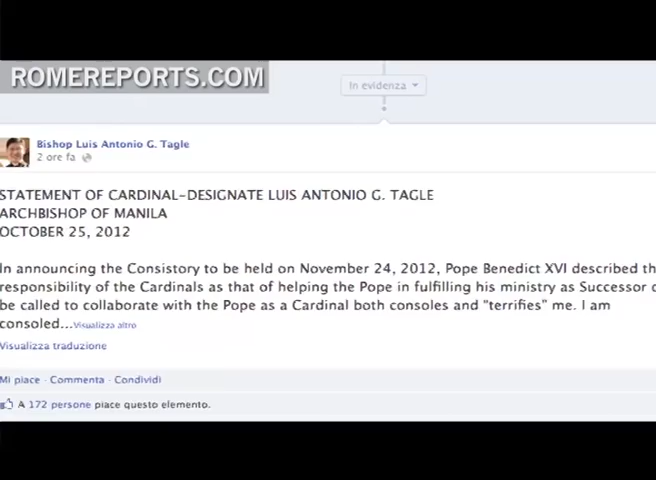 ROMEREPORTS.COM
In evidenza
Bishop Luis Antonio G. Tagle
2 ore fa
STATEMENT OF CARDINAL-DESIGNATE LUIS ANTONIO G. TAGLE
ARCHBISHOP OF MANILA
OCTOBER 25, 2012
In announcing the Consistory to be held on November 24, 2012, Pope Benedict XVI described th
responsibility of the Cardinals as that of helping the Pope in fulfilling his ministry as Successor o
be called to collaborate with the Pope as a Cardinal both consoles and "terrifies" me. I am
consoled...Visualizza altro
Visualizza traduzione
Mi piace · Commenta · Condividi
A 172 persone piace questo elemento.